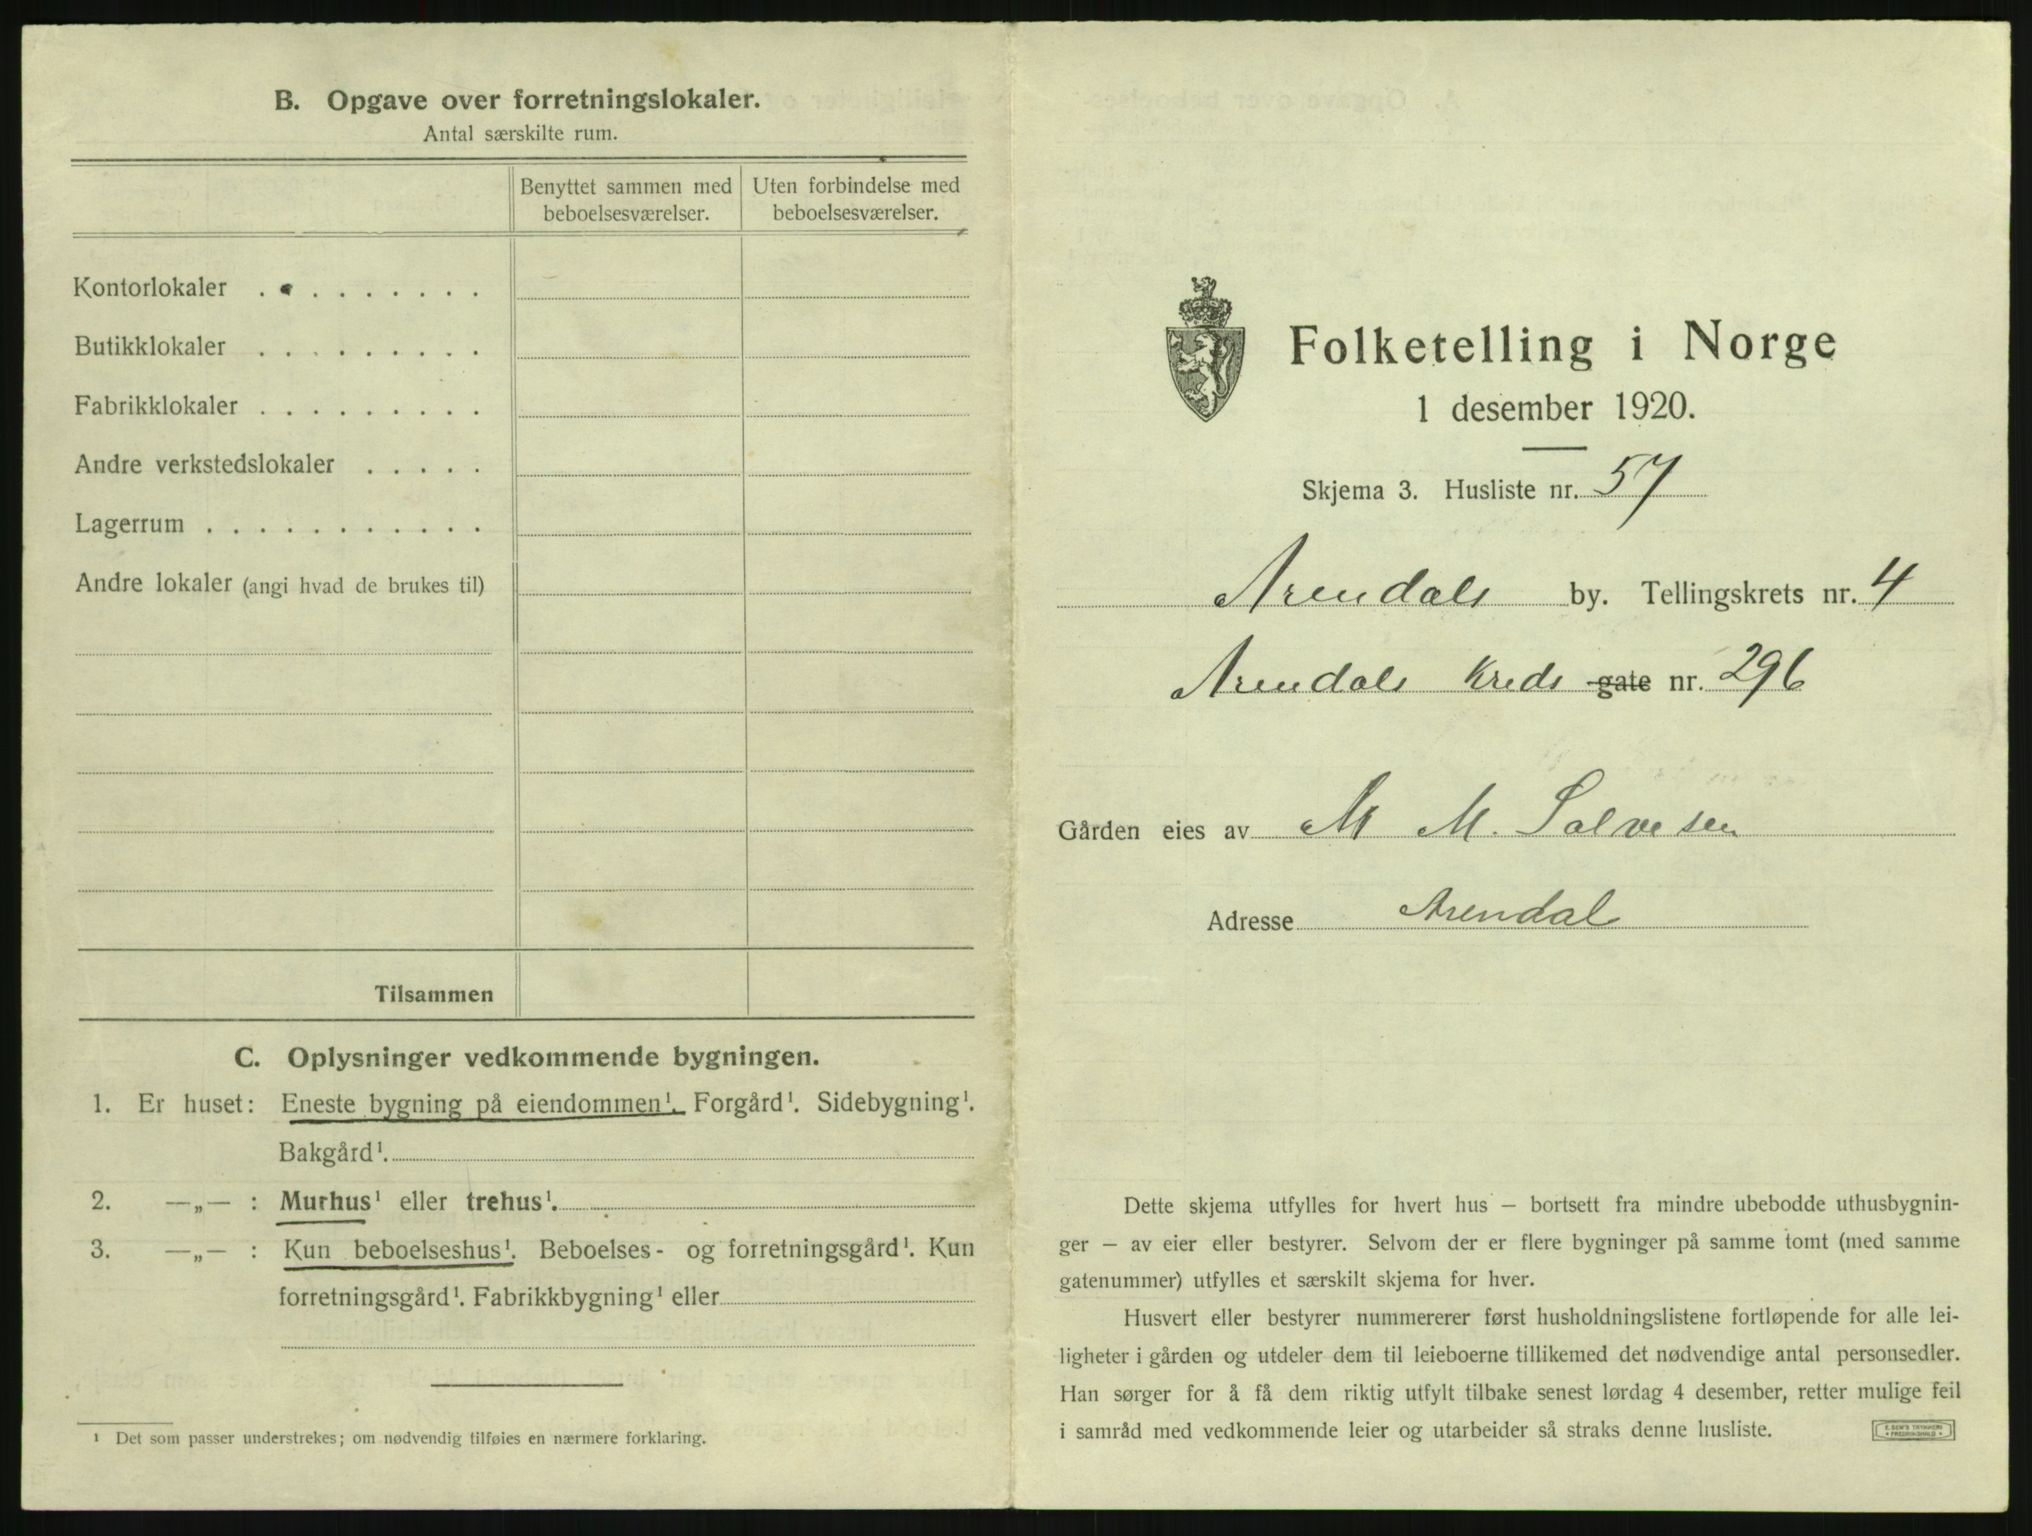 B. Opgave over forretningslokaler.
Antal særskilte rum.
Benyttet sammen med beboelsesværelser.
Uten forbindelse med beboelsesværelser.
Kontorlokaler . . . . . . . . .
Butikklokaler . . . . . . . . .
Fabrikklokaler . . . . . . . . .
Andre verkstedslokaler . . . . .
Lagerrum . . . . . . . . . . .
Andre lokaler (angi hvad de brukes til)
Tilsammen
C. Oplysninger vedkommende bygningen.
1. Er huset: Eneste bygning på eiendommen¹. Forgård¹. Sidebygning¹.
Bakgård¹.
2. —„— : Murhus¹ eller trehus¹.
3. —„— : Kun beboelseshus¹. Beboelses- og forretningsgård¹. Kun
forretningsgård¹. Fabrikkbygning¹ eller
¹ Det som passer understrekes; om nødvendig tilføies en nærmere forklaring.
Folketelling i Norge
1 desember 1920.
Skjema 3. Husliste nr. 57
Arendals by. Tellingskrets nr. 4
Arendals Kreds gate nr. 296
Gården eies av M M. Salvesen
Adresse Arendal
Dette skjema utfylles for hvert hus — bortsett fra mindre ubebodde uthusbygnin-
ger — av eier eller bestyrer. Selvom der er flere bygninger på samme tomt (med samme
gatenummer) utfylles et særskilt skjema for hver.
Husvert eller bestyrer nummererer først husholdningslistene fortløpende for alle lei-
ligheter i gården og utdeler dem til leieboerne tillikemed det nødvendige antal personsedler.
Han sørger for å få dem riktig utfylt tilbake senest lørdag 4 desember, retter mulige feil
i samråd med vedkommende leier og utarbeider så straks denne husliste.